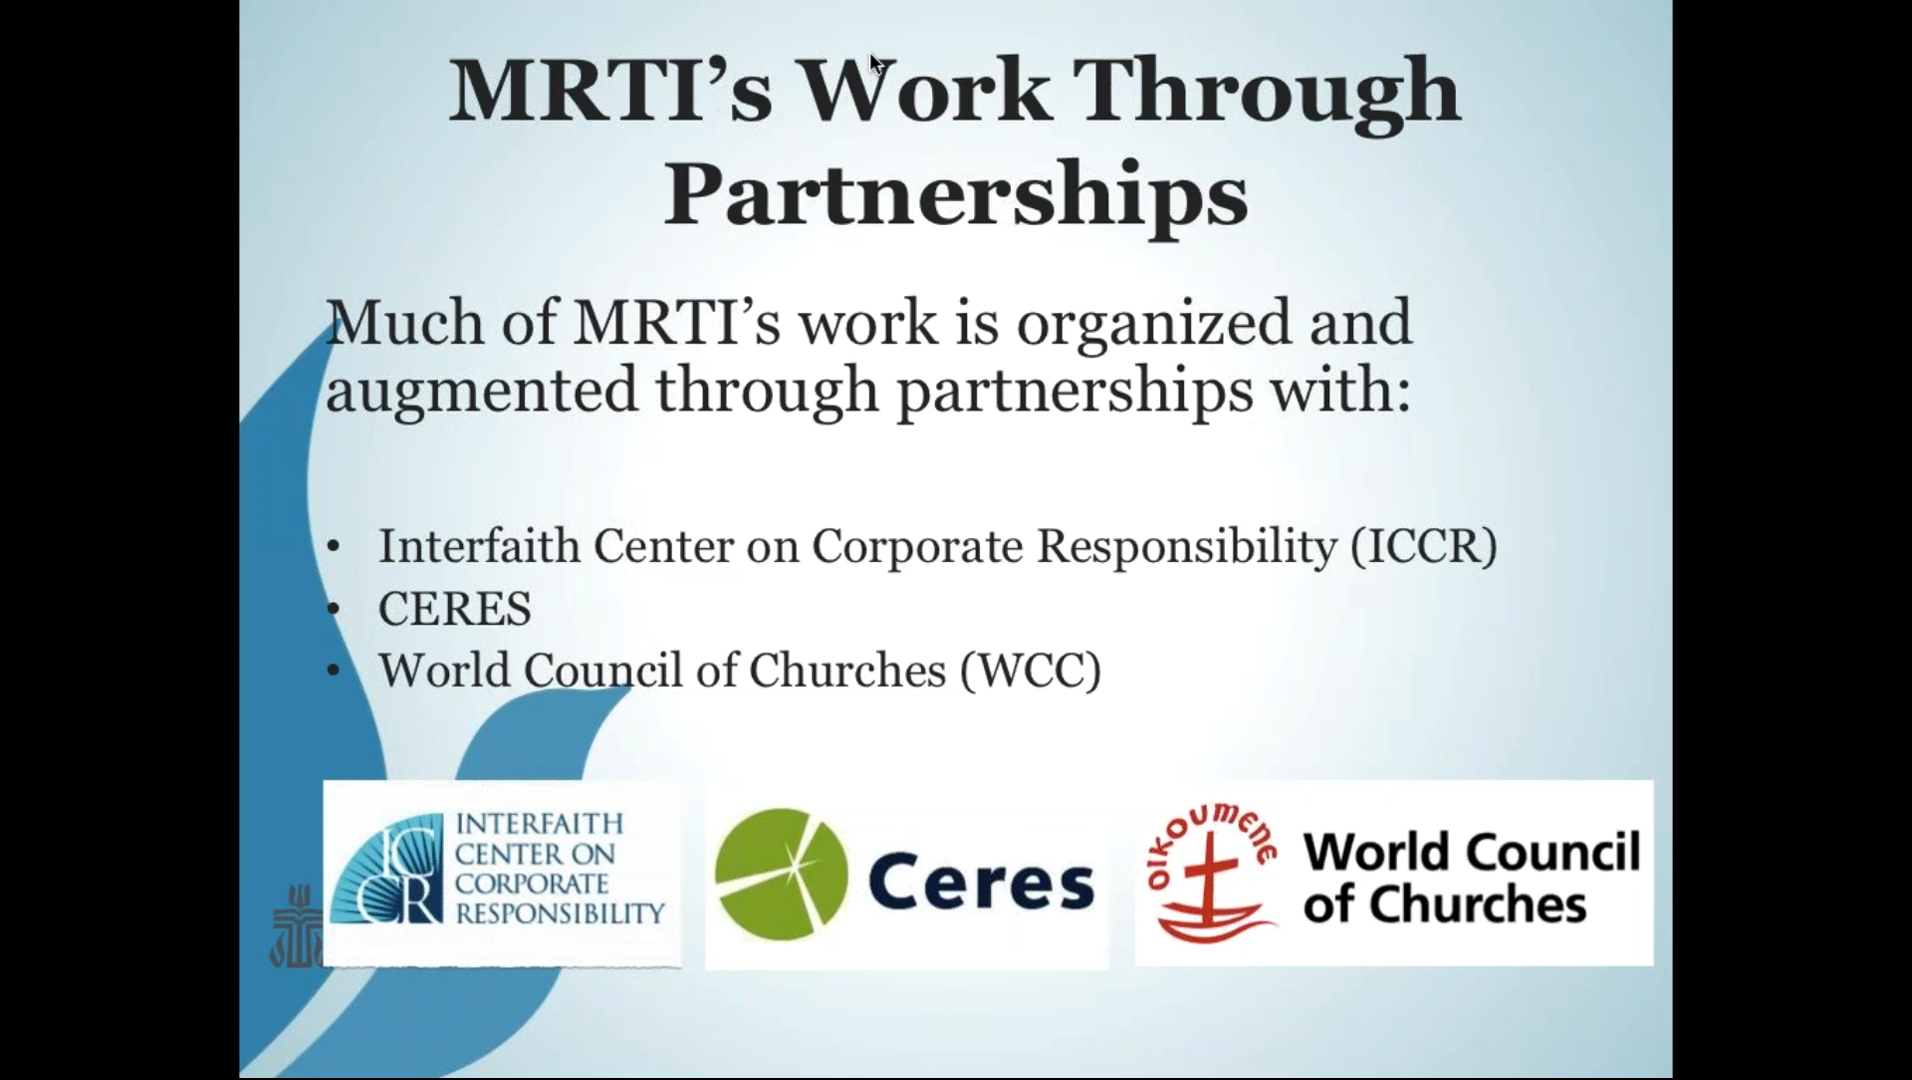 MRTI’s Work Through
Partnerships
Much of MRTI’s work is organized and
augmented through partnerships with:
• Interfaith Center on Corporate Responsibility (ICCR)
• CERES
• World Council of Churches (WCC)
ICCR
INTERFAITH
CENTER ON
CORPORATE
RESPONSIBILITY
Ceres
OIKOUMENE
World Council
of Churches